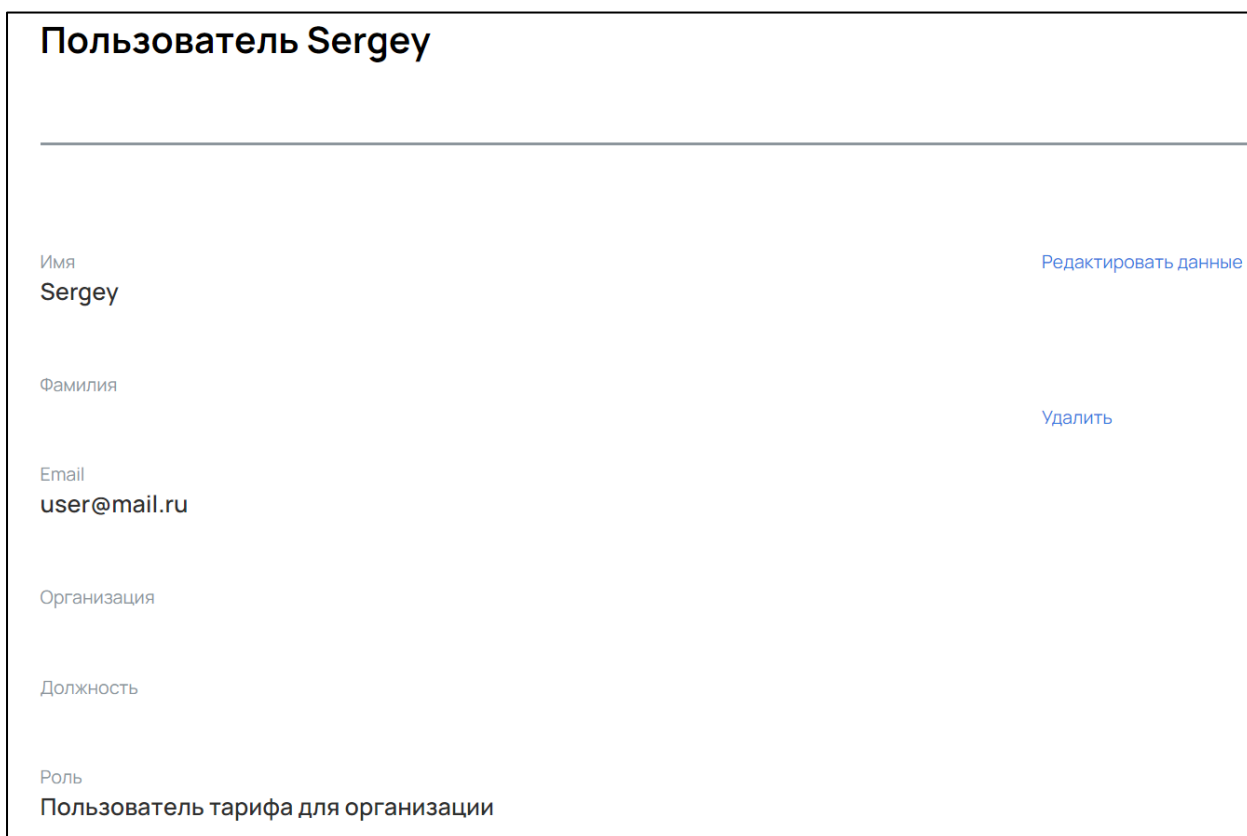 Пользователь Sergey
Имя
Редактировать данные
Sergey
Фамилия
Удалить
Email
user@mail.ru
Организация
Должность
Роль
Пользователь тарифа для организации